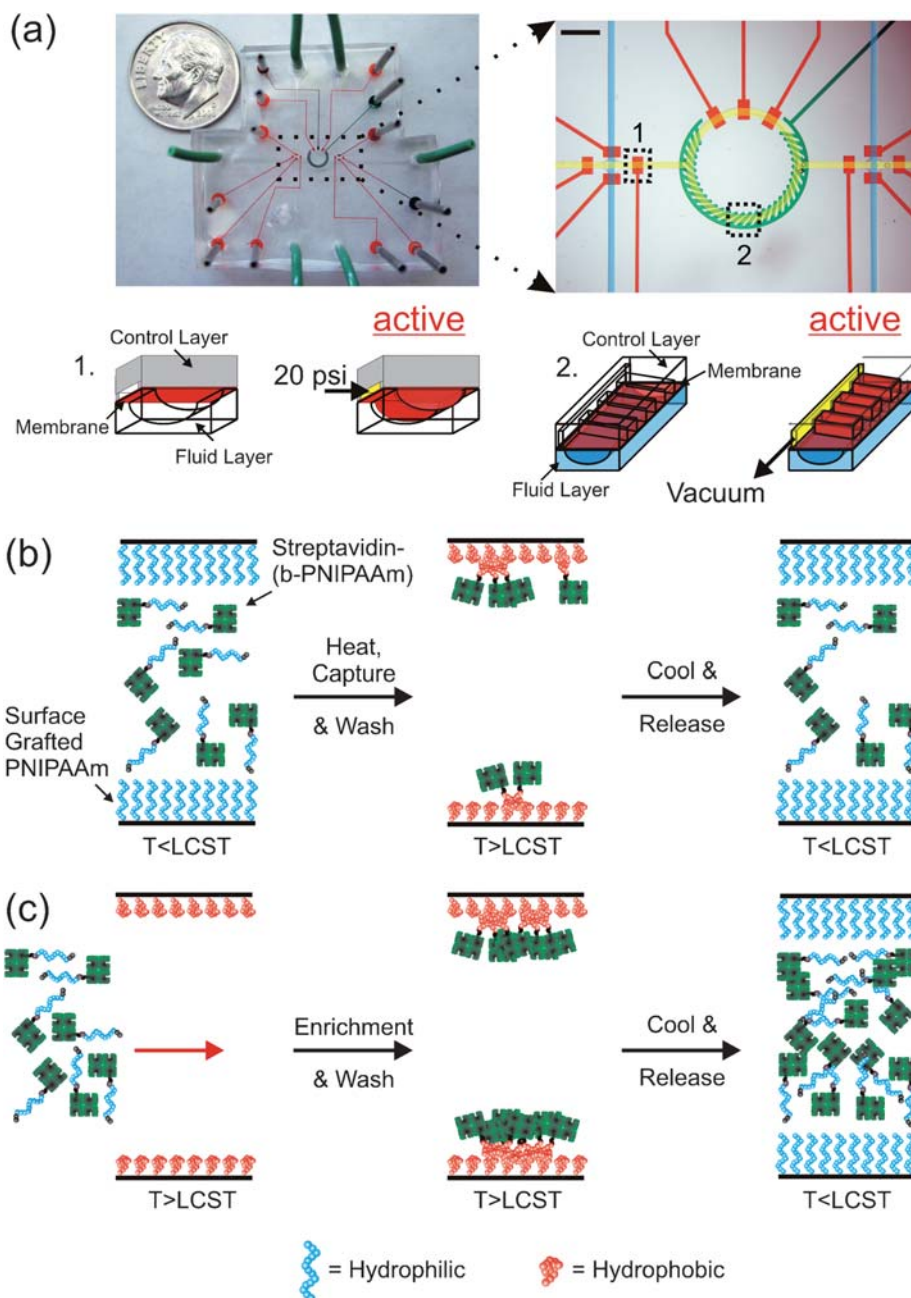 (a)
LIBERTY
1
2
active
active
1.
Control Layer
Membrane
Fluid Layer
20 psi
2.
Control Layer
Membrane
Fluid Layer
Vacuum
(b)
Streptavidin-
(b-PNIPAAm)
Surface
Grafted
PNIPAAm
Heat,
Capture
& Wash
Cool &
Release
T<LCST
T>LCST
T<LCST
(c)
Enrichment
& Wash
Cool &
Release
T>LCST
T>LCST
T<LCST
= Hydrophilic
= Hydrophobic